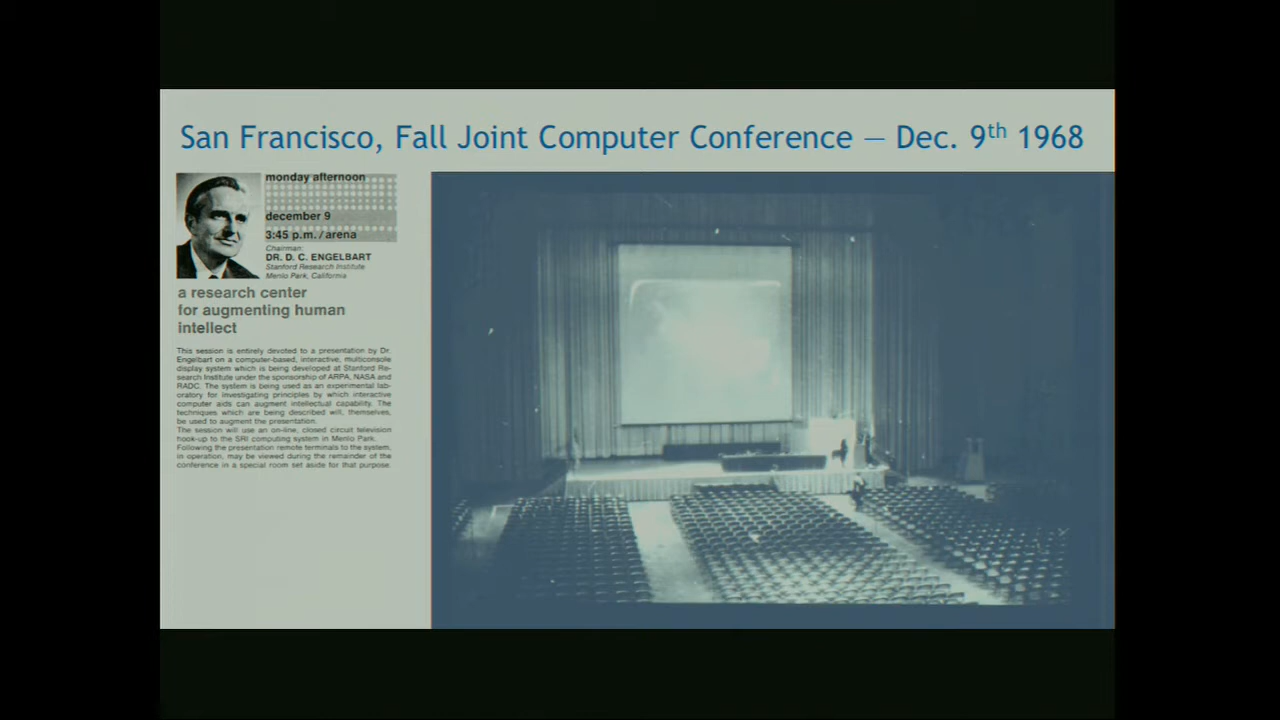 San Francisco, Fall Joint Computer Conference — Dec. 9th 1968
monday afternoon
december 9
3:45 p.m./arena
Chairman:
DR. D. C. ENGELBART
Stanford Research Institute
Menlo Park, California
a research center
for augmenting human
intellect
This session is entirely devoted to a presentation by Dr.
Engelbart on a computer-based, interactive, multiconsole
display system which is being developed at Stanford Re-
search Institute under the sponsorship of ARPA, NASA and
RADC. The system is being used as an experimental lab-
oratory for investigating principles by which interactive
computer aids can augment intellectual capability. The
techniques which are being described will, themselves,
be used to augment the presentation.
The session will use an on-line, closed circuit television
hook-up to the SRI computing system in Menlo Park.
Following the presentation remote terminals to the system,
in operation, may be viewed during the remainder of the
conference in a special room set aside for that purpose.